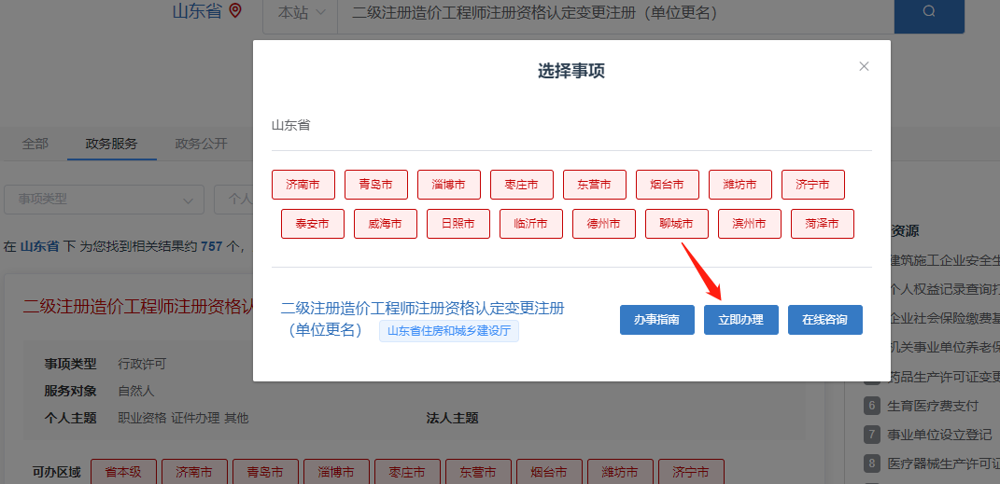 山东省
本站
二级注册造价工程师注册资格认定变更注册（单位更名）
选择事项
山东省
全部
政务服务
政务公开
济南市 青岛市 淄博市 枣庄市 东营市 烟台市 潍坊市 济宁市
事项类型
个人
泰安市 威海市 日照市 临沂市 德州市 聊城市 滨州市 菏泽市
资源
在 山东省 下 为您找到相关结果约 757 个，
建筑施工企业安全生
个人权益记录查询打
二级注册造价工程师注册资格认
二级注册造价工程师注册资格认定变更注册
（单位更名） 山东省住房和城乡建设厅
办事指南
立即办理
在线咨询
企业社会保险缴费基
机关事业单位养老保
事项类型 行政许可
药品生产许可证变更
服务对象 自然人
6 生育医疗费支付
个人主题 职业资格 证件办理 其他
法人主题
7 事业单位设立登记
8 医疗器械生产许可证
可办区域 省本级 济南市 青岛市 淄博市 枣庄市 东营市 烟台市 潍坊市 济宁市